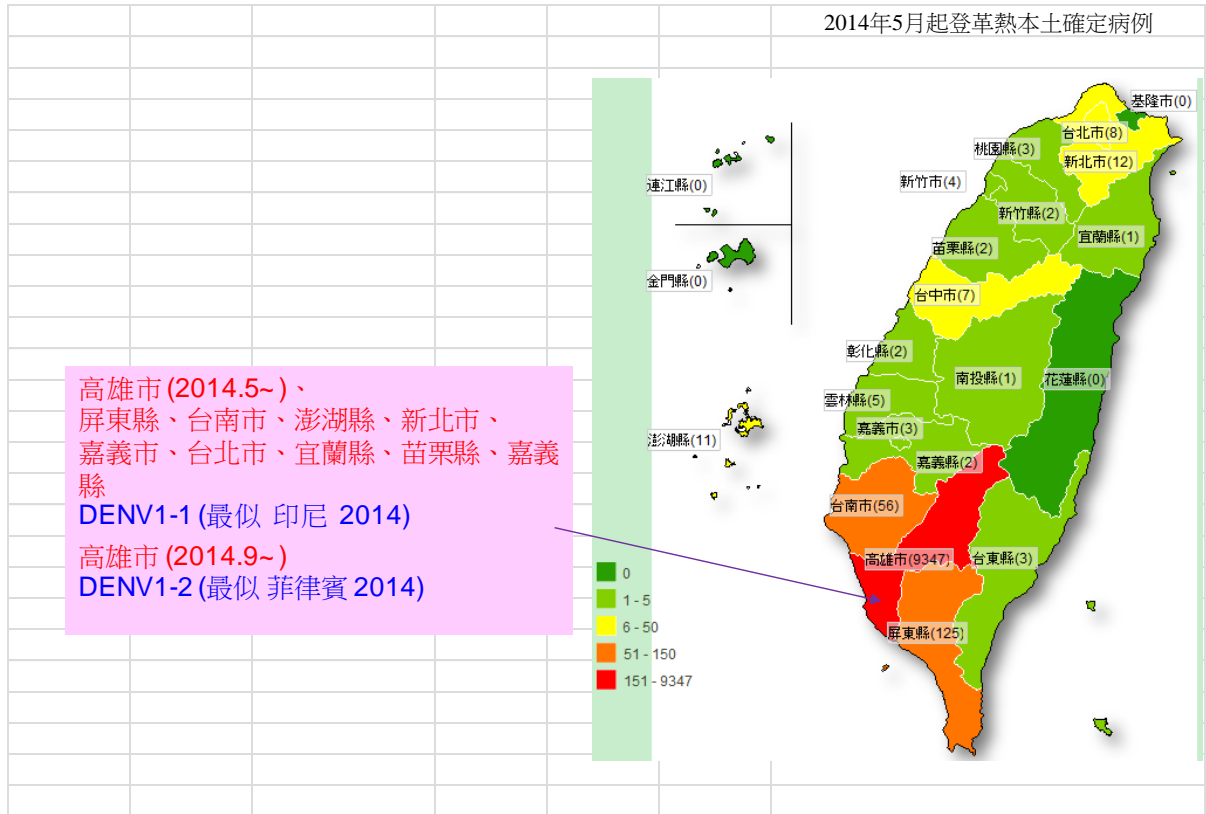 2014年5月起登革熱本土確定病例
基隆市(0)
台北市(8)
桃園縣(3)
新北市(12)
新竹市(4)
連江縣(0)
新竹縣(2)
宜蘭縣(1)
苗栗縣(2)
金門縣(0)
台中市(7)
彰化縣(2)
南投縣(1)
花蓮縣(0)
雲林縣(5)
嘉義市(3)
澎湖縣(11)
嘉義縣(2)
台南市(56)
高雄市(9347)
台東縣(3)
屏東縣(125)
高雄市 (2014.5~ )、
屏東縣、台南市、澎湖縣、新北市、
嘉義市、台北市、宜蘭縣、苗栗縣、嘉義
縣
DENV1-1 (最似 印尼 2014)
高雄市 (2014.9~ )
DENV1-2 (最似 菲律賓 2014)
0
1 - 5
6 - 50
51 - 150
151 - 9347